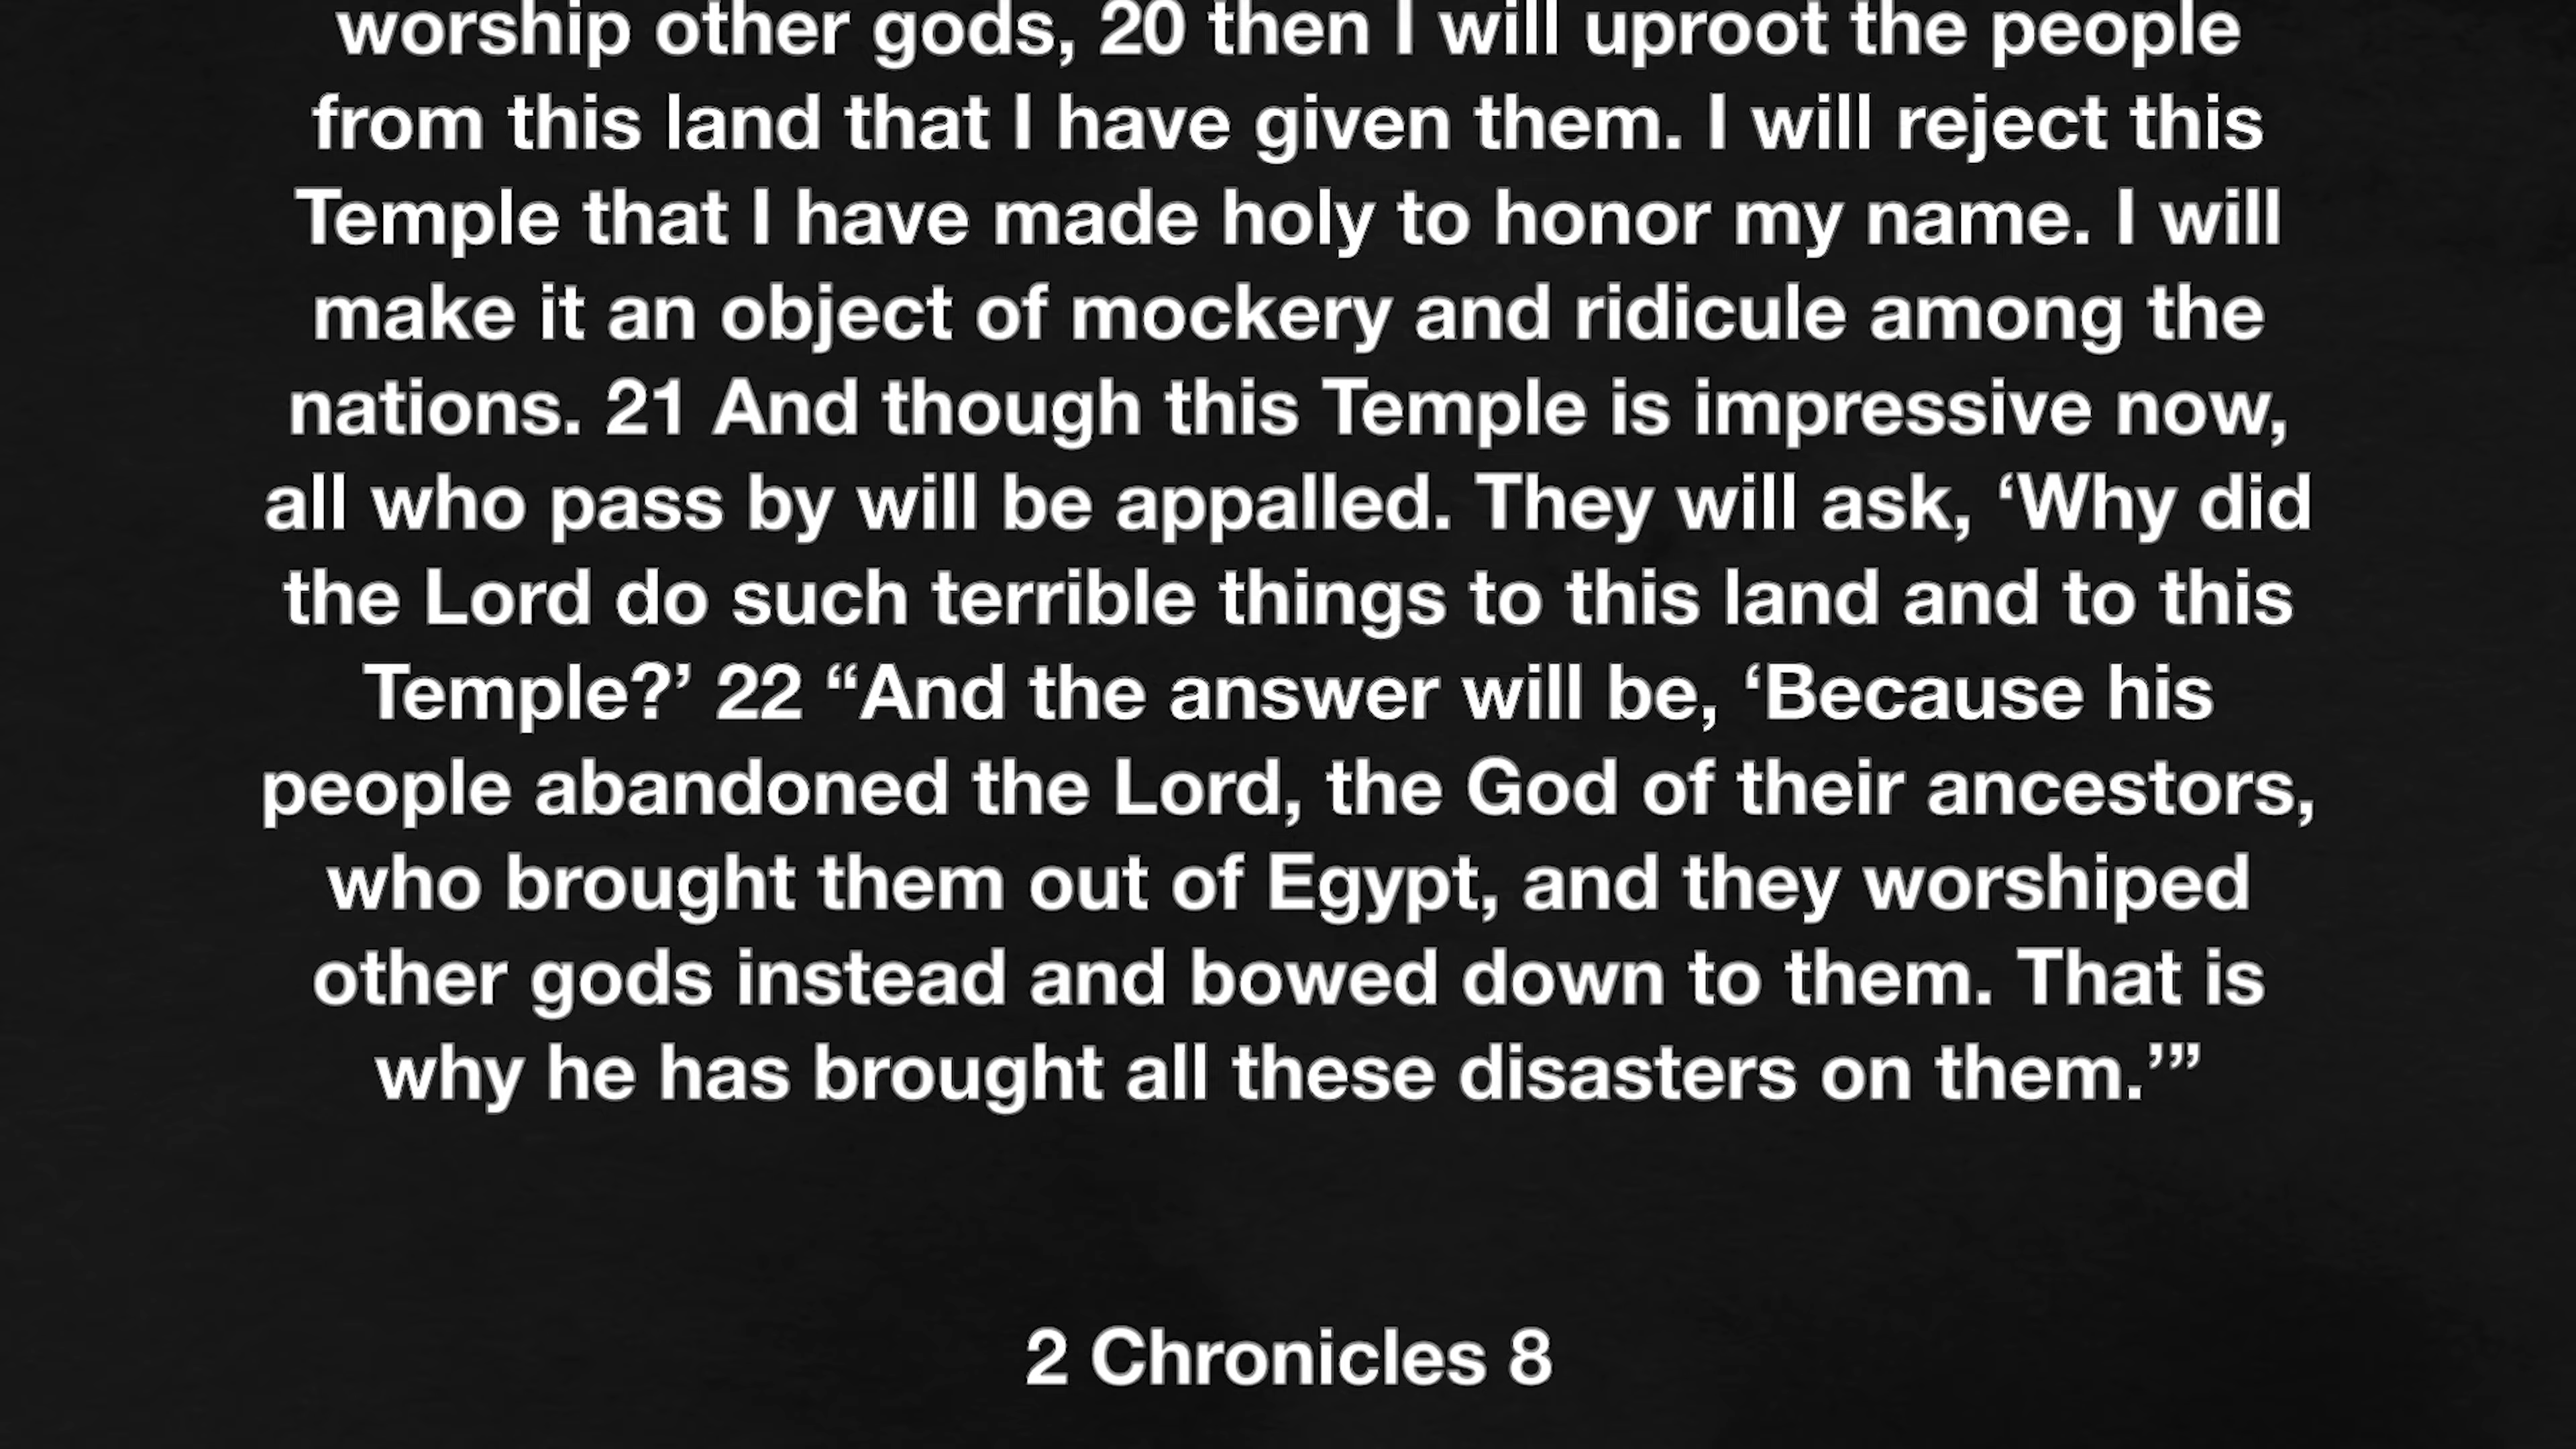 worship other gods, 20 then I will uproot the people
from this land that I have given them. I will reject this
Temple that I have made holy to honor my name. I will
make it an object of mockery and ridicule among the
nations. 21 And though this Temple is impressive now,
all who pass by will be appalled. They will ask, ‘Why did
the Lord do such terrible things to this land and to this
Temple?’ 22 “And the answer will be, ‘Because his
people abandoned the Lord, the God of their ancestors,
who brought them out of Egypt, and they worshiped
other gods instead and bowed down to them. That is
why he has brought all these disasters on them.’”
2 Chronicles 8